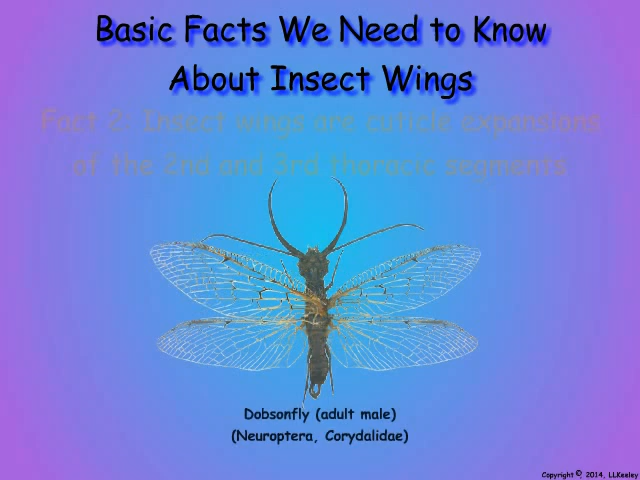 Basic Facts We Need to Know
About Insect Wings
Fact 2: Insect wings are cuticle expansions
of the 2nd and 3rd thoracic segments
Dobsonfly (adult male)
(Neuroptera, Corydalidae)
Copyright ©, 2014, LLKeeley